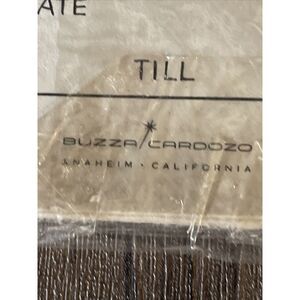 ATE
TILL
BUZZA CARDOZO
ANAHEIM · CALIFORNIA